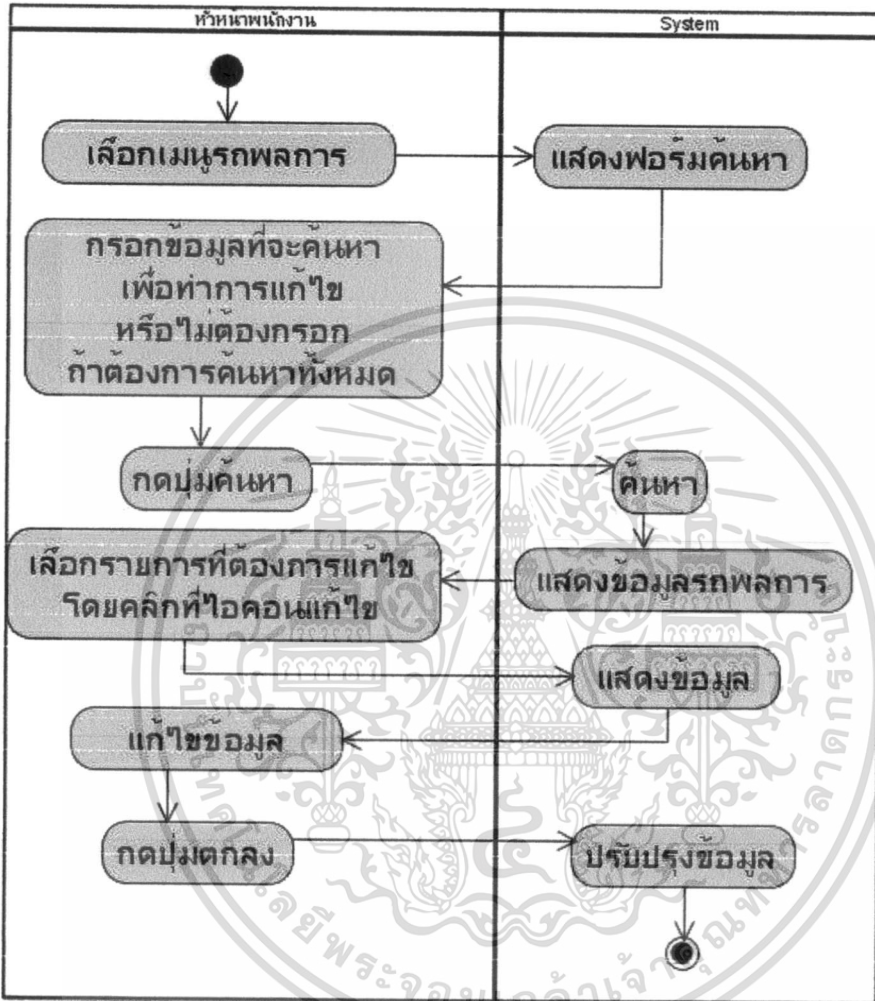 หัวหน้าพนักงาน
System
เลือกเมนูรถพลการ
แสดงฟอร์มค้นหา
กรอกข้อมูลที่จะค้นหา
เพื่อทำการแก้ไข
หรือไม่ต้องกรอก
ถ้าต้องการค้นหาทั้งหมด
กดปุ่มค้นหา
ค้นหา
เลือกรายการที่ต้องการแก้ไข
โดยคลิกที่ไอคอนแก้ไข
แสดงข้อมูลรถพลการ
แสดงข้อมูล
แก้ไขข้อมูล
กดปุ่มตกลง
ปรับปรุงข้อมูล